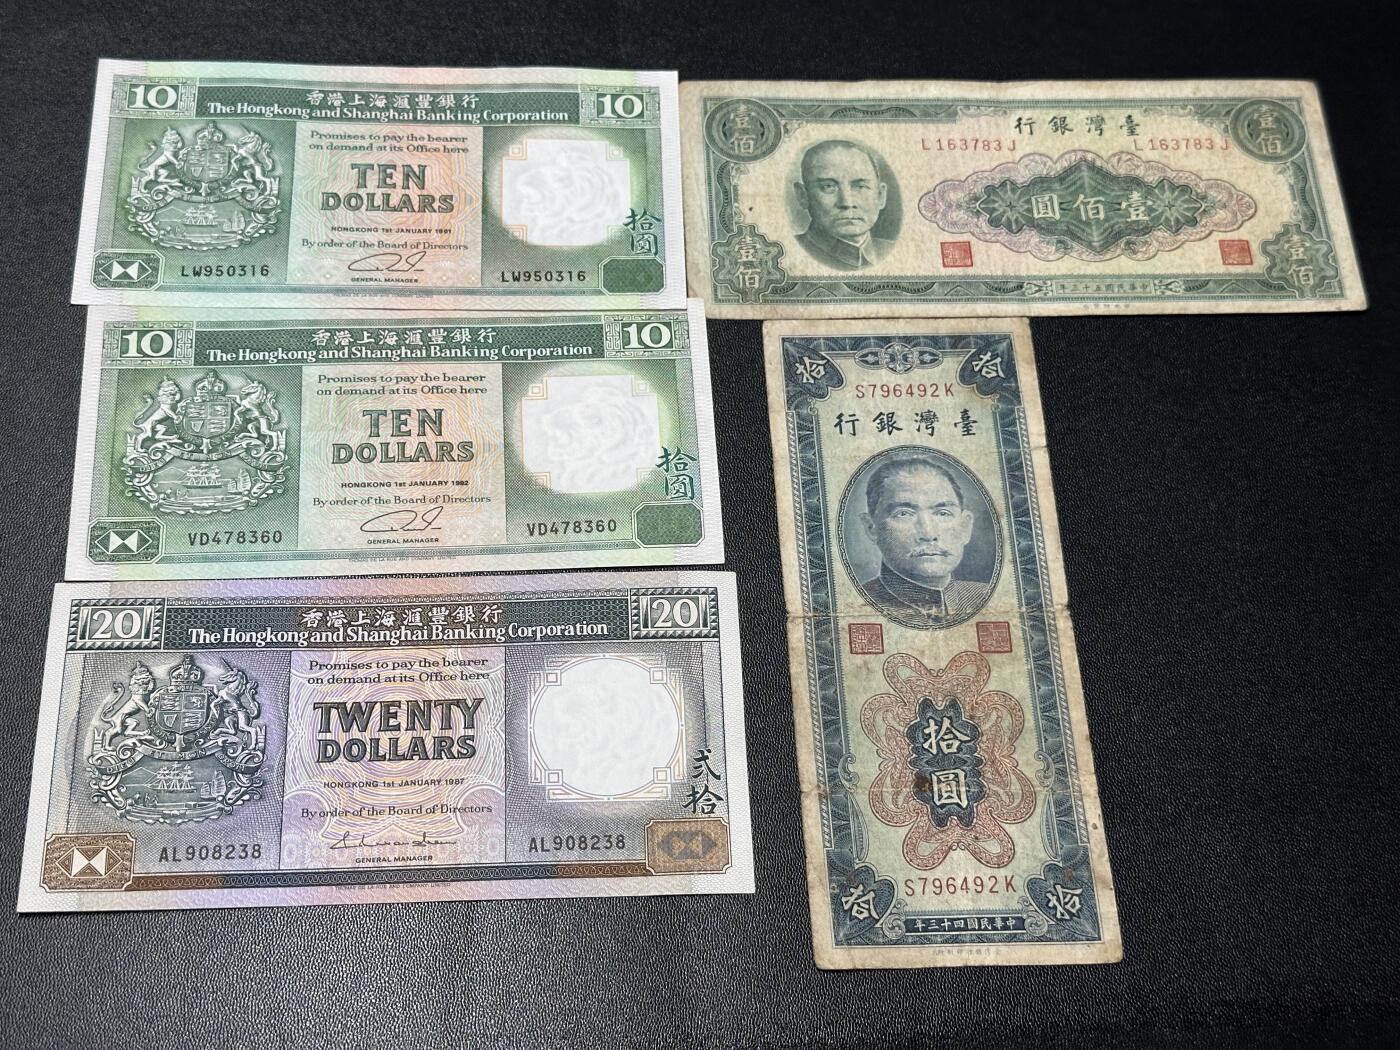 10
香港上海滙豐銀行
10
The Hongkong and Shanghai Banking Corporation
Promises to pay the bearer
on demand at its Office here
TEN
DOLLARS
HONGKONG 1st JANUARY 1991
By order of the Board of Directors
GENERAL MANAGER
拾圓
LW950316
LW950316
10
香港上海滙豐銀行
10
The Hongkong and Shanghai Banking Corporation
Promises to pay the bearer
on demand at its Office here
TEN
DOLLARS
HONGKONG 1st JANUARY 1992
By order of the Board of Directors
GENERAL MANAGER
拾圓
VD478360
VD478360
20
香港上海滙豐銀行
20
The Hongkong and Shanghai Banking Corporation
Promises to pay the bearer
on demand at its Office here
TWENTY
DOLLARS
HONGKONG 1st JANUARY 1987
By order of the Board of Directors
GENERAL MANAGER
弍拾
AL908238
AL908238
THOMAS DE LA RUE AND COMPANY LIMITED
壹佰
行銀灣臺
壹佰
L163783J
L163783J
圓佰壹
壹佰
壹佰
年三十五國民華中
拾
拾
S796492K
行銀灣臺
拾圓
S796492K
拾
拾
年三十四國民華中